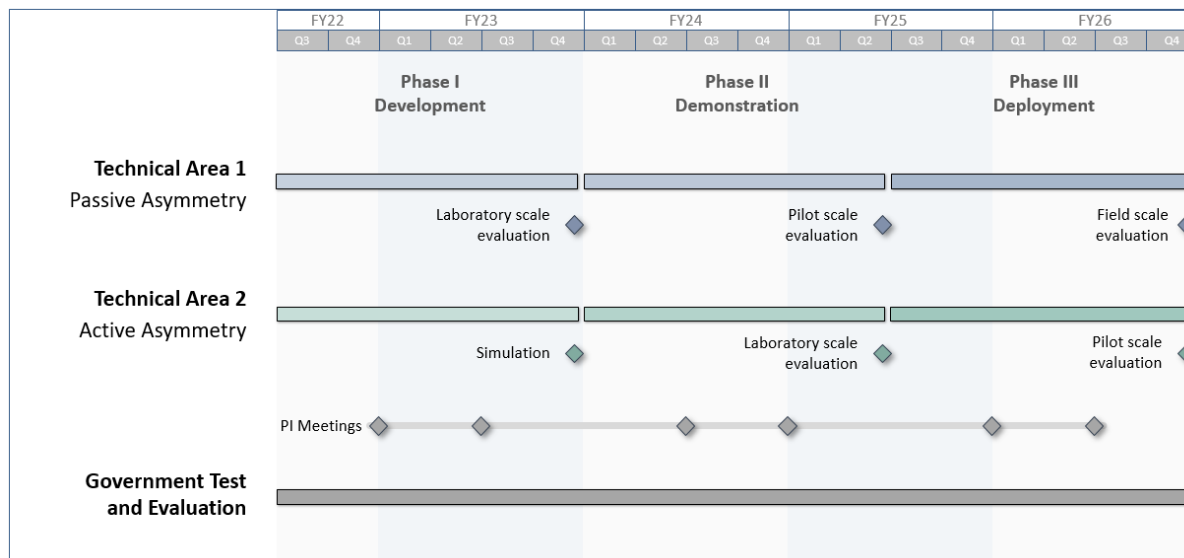 FY22 FY23 FY24 FY25 FY26
Q3 Q4 Q1 Q2 Q3 Q4 Q1 Q2 Q3 Q4 Q1 Q2 Q3 Q4 Q1 Q2 Q3 Q4
Phase I Phase II Phase III
Development Demonstration Deployment
Technical Area 1
Passive Asymmetry
Laboratory scale Pilot scale Field scale
evaluation evaluation evaluation
Technical Area 2
Active Asymmetry
Simulation
Laboratory scale
evaluation
Pilot scale
evaluation
PI Meetings
Government Test
and Evaluation